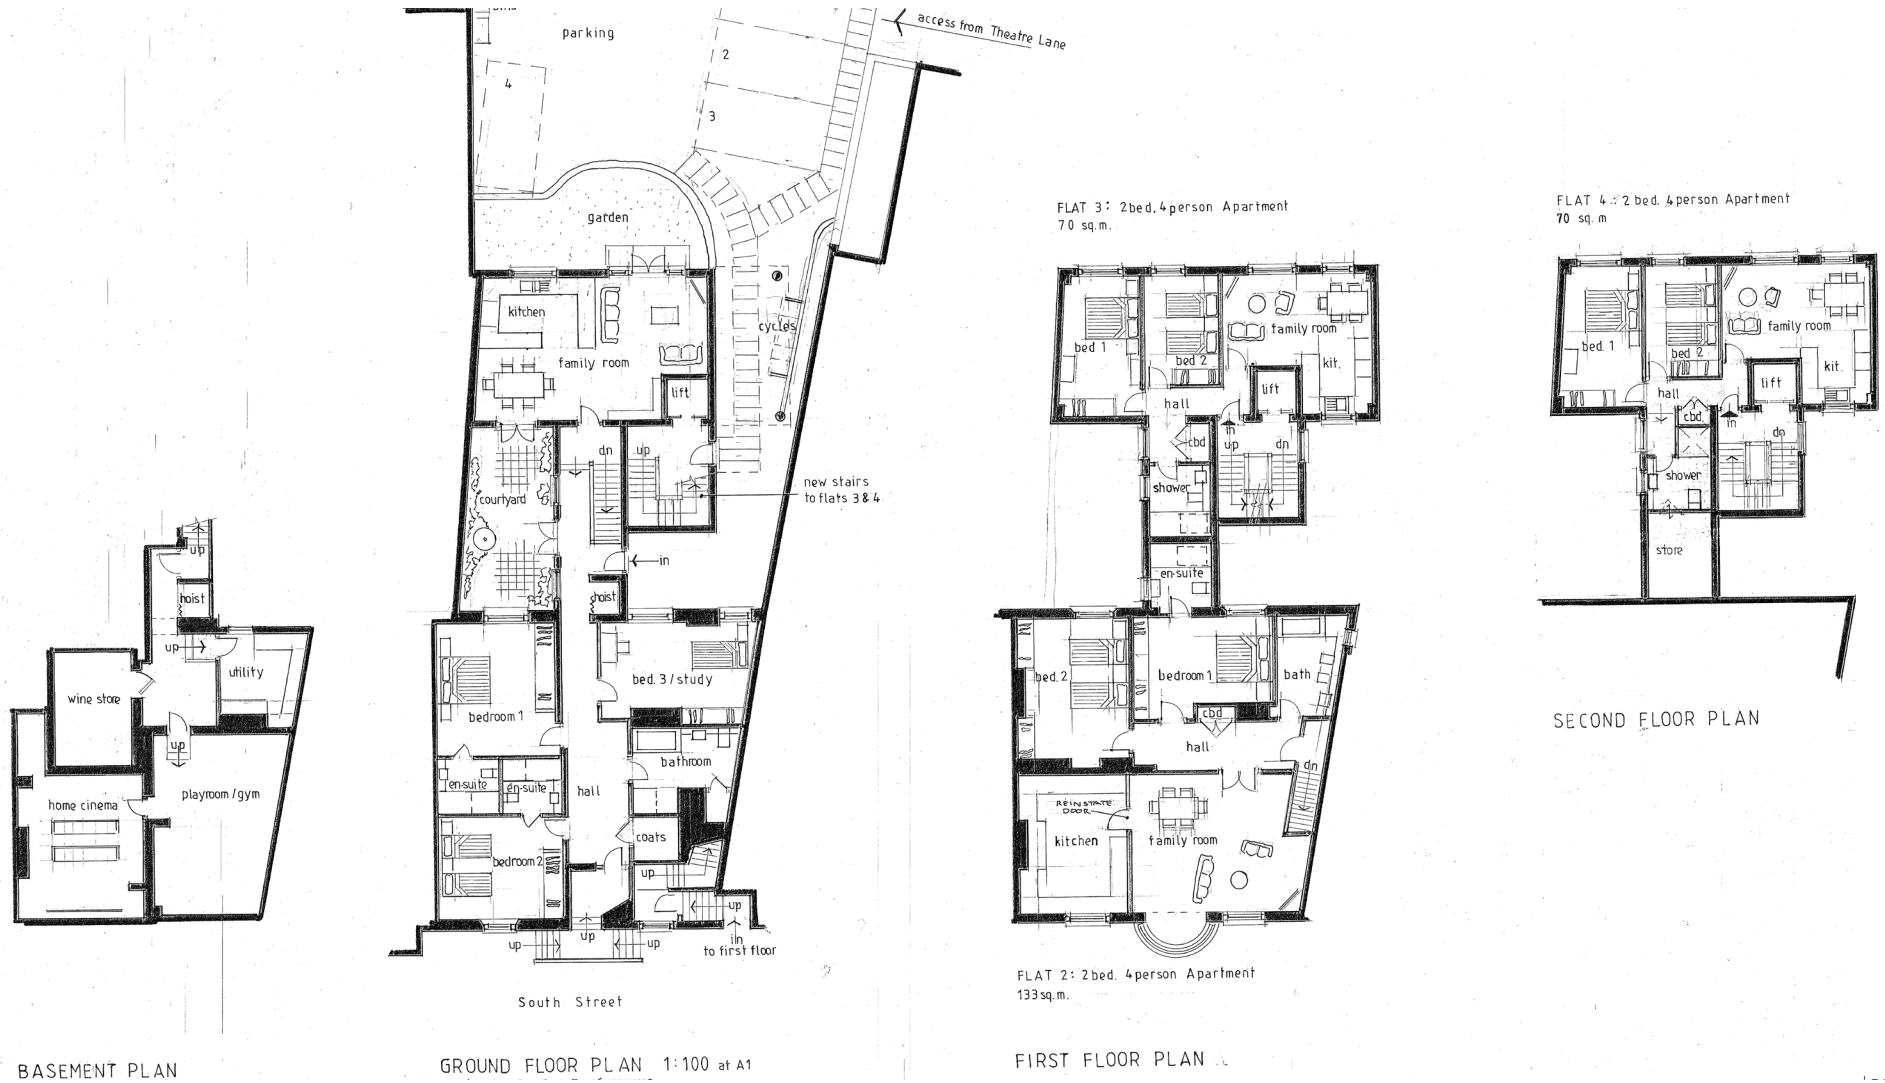 parking
access from Theatre Lane
2
4
3
garden
kitchen
family room
lift
cycles
dn
up
courtyard
new stairs
to flats 3&4
in
hoist
bedroom 1
bed. 3 / study
en-suite
en-suite
hall
bathroom
bedroom 2
coats
up
up
up
up
up
in
to first floor
South Street
GROUND FLOOR PLAN 1:100 at A1
up
hoist
up
utility
wine store
up
home cinema
playroom / gym
BASEMENT PLAN
FLAT 3: 2bed. 4person Apartment
70 sq.m.
bed 1
bed 2
family room
kit.
lift
hall
in
up
dn
cbd
shower
en-suite
bed. 2
bedroom 1
bath
cbd
hall
dn
REINSTATE
DOOR
kitchen
family room
FLAT 2: 2bed. 4person Apartment
133sq.m.
FIRST FLOOR PLAN
FLAT 4: 2 bed. 4person Apartment
70 sq. m
bed. 1
bed 2
family room
kit.
lift
hall
cbd
in
dn
shower
store
SECOND FLOOR PLAN